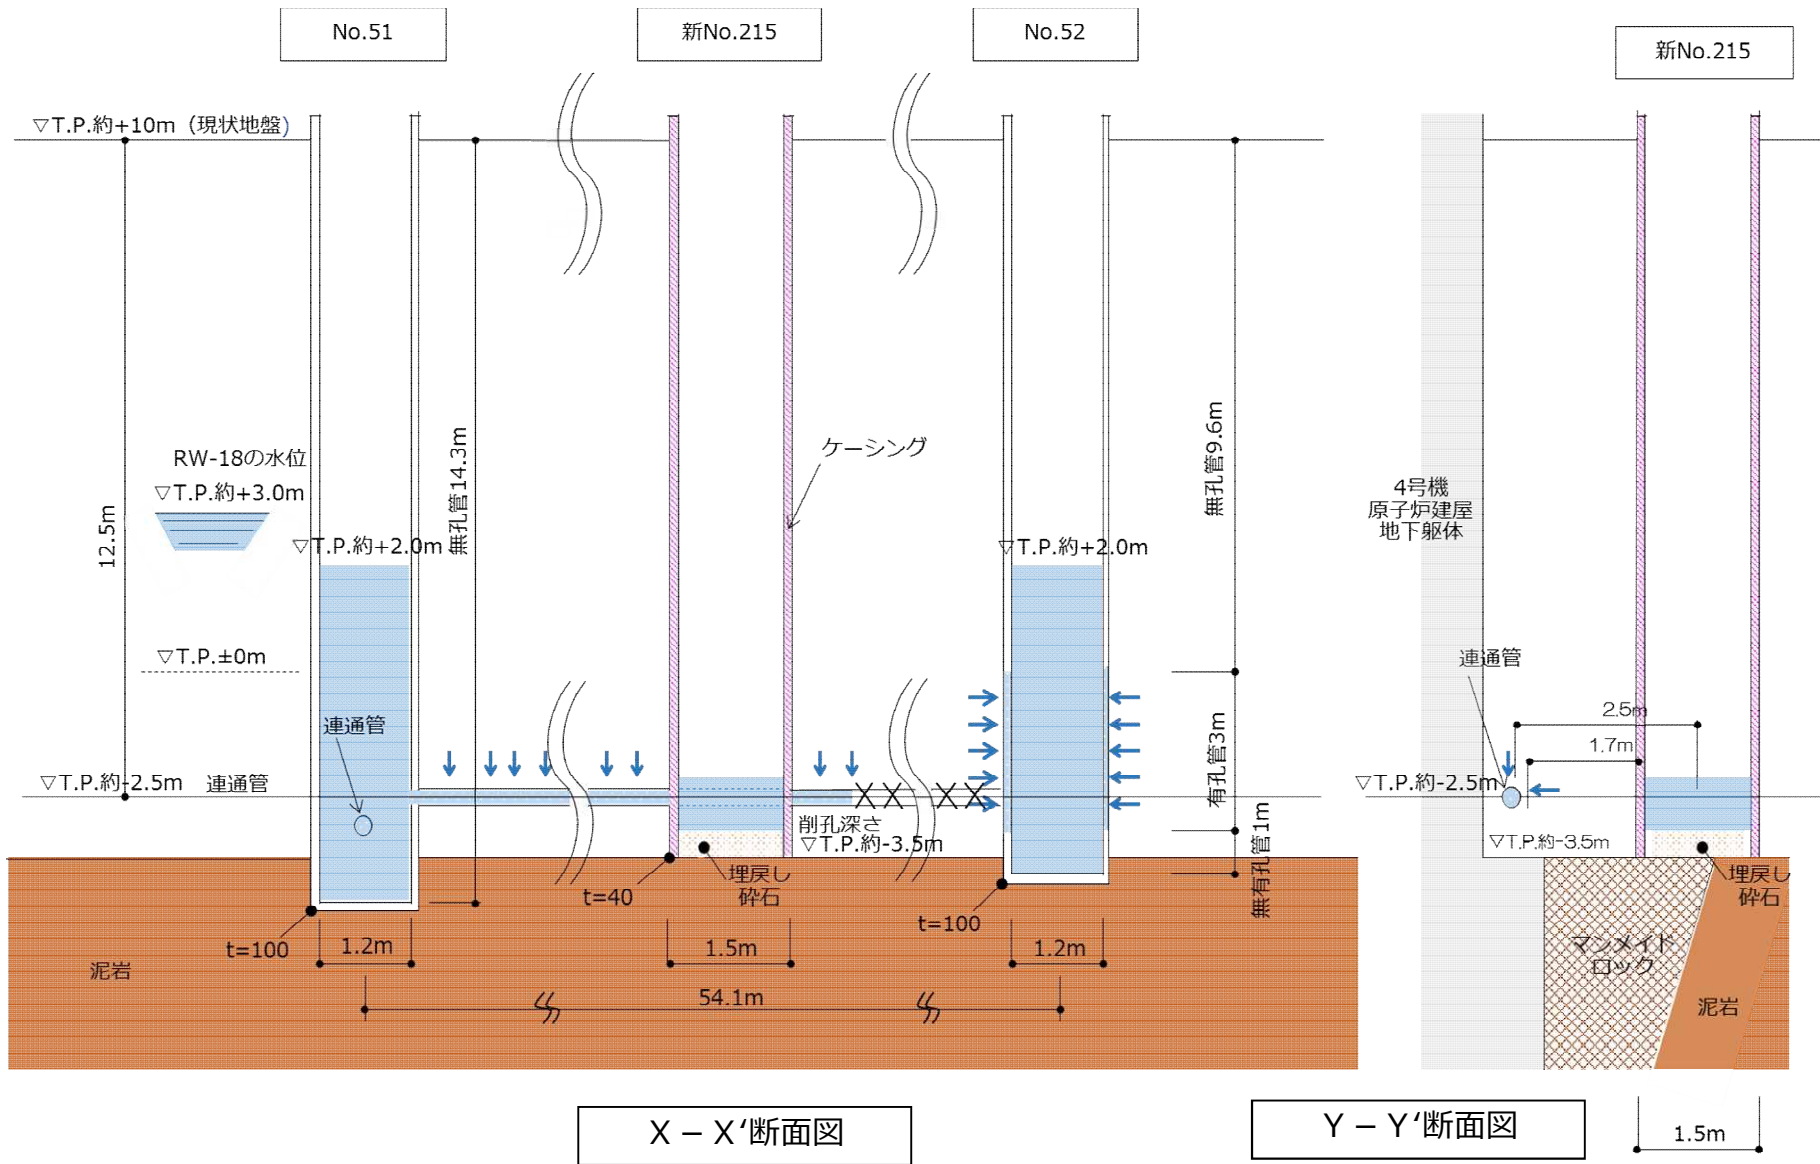 No.51
新No.215
No.52
新No.215
▽T.P.約+10m（現状地盤）
12.5m
RW-18の水位
▽T.P.約+3.0m
▽T.P.約+2.0m
無孔管14.3m
ケーシング
▽T.P.約+2.0m
無孔管9.6m
4号機
原子炉建屋
地下躯体
▽T.P.±0m
連通管
連通管
2.5m
1.7m
有孔管3m
▽T.P.約-2.5m 連通管
▽T.P.約-2.5m
削孔深さ
▽T.P.約-3.5m
▽T.P.約-3.5m
無有孔管1m
t=40
埋戻し
砕石
埋戻し
砕石
t=100
1.2m
1.5m
t=100
1.2m
マンメイド
ロック
泥岩
54.1m
泥岩
X－X‘断面図
Y－Y‘断面図
1.5m